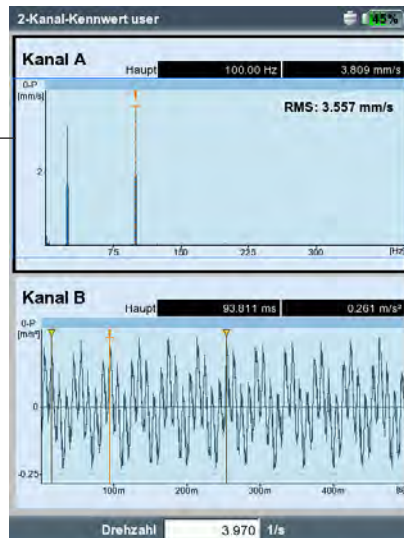 2-Kanal-Kennwert user 45%
Kanal A
Haupt 100.00 Hz 3.809 mm/s
0-P
[mm/s]
RMS: 3.557 mm/s
2
75 150 225 300 [Hz]
Kanal B
Haupt 93.811 ms 0.261 m/s²
0-P
[m/s²]
0
-0.25
100m 200m 300m 400m
Drehzahl 3.970 1/s